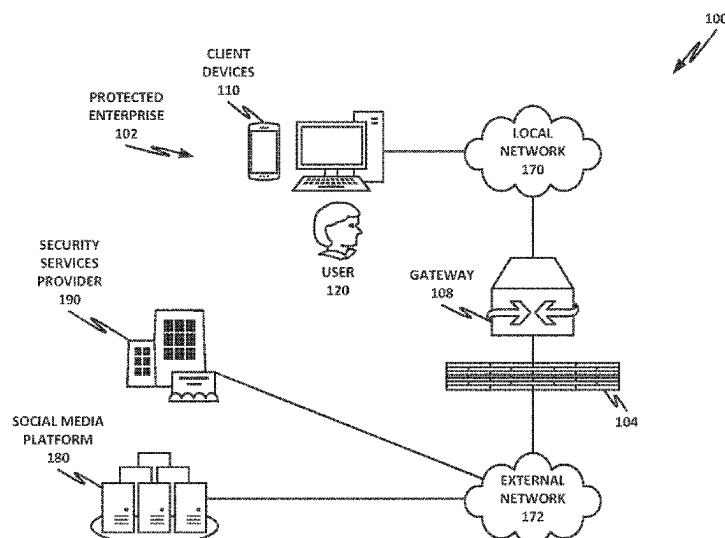 100
CLIENT
DEVICES
110
PROTECTED
ENTERPRISE
102
LOCAL
NETWORK
170
SECURITY
SERVICES
PROVIDER
190
USER
120
GATEWAY
108
104
SOCIAL MEDIA
PLATFORM
180
EXTERNAL
NETWORK
172